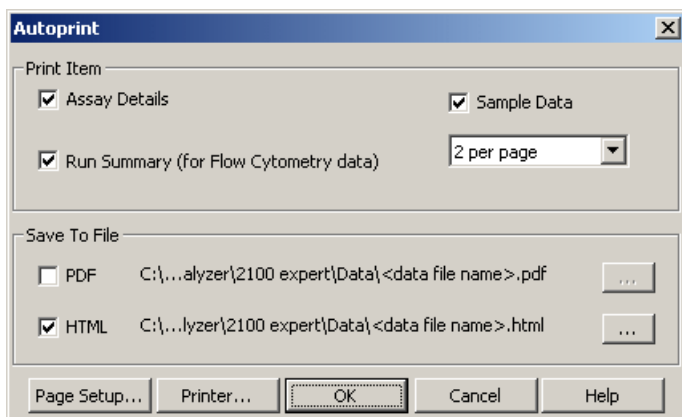 Autoprint
Print Item
Assay Details
Sample Data
Run Summary (for Flow Cytometry data)
2 per page
Save To File
PDF C:\...alyzer\2100 expert\Data\<data file name>.pdf ...
HTML C:\...lyzer\2100 expert\Data\<data file name>.html ...
Page Setup... Printer... OK Cancel Help